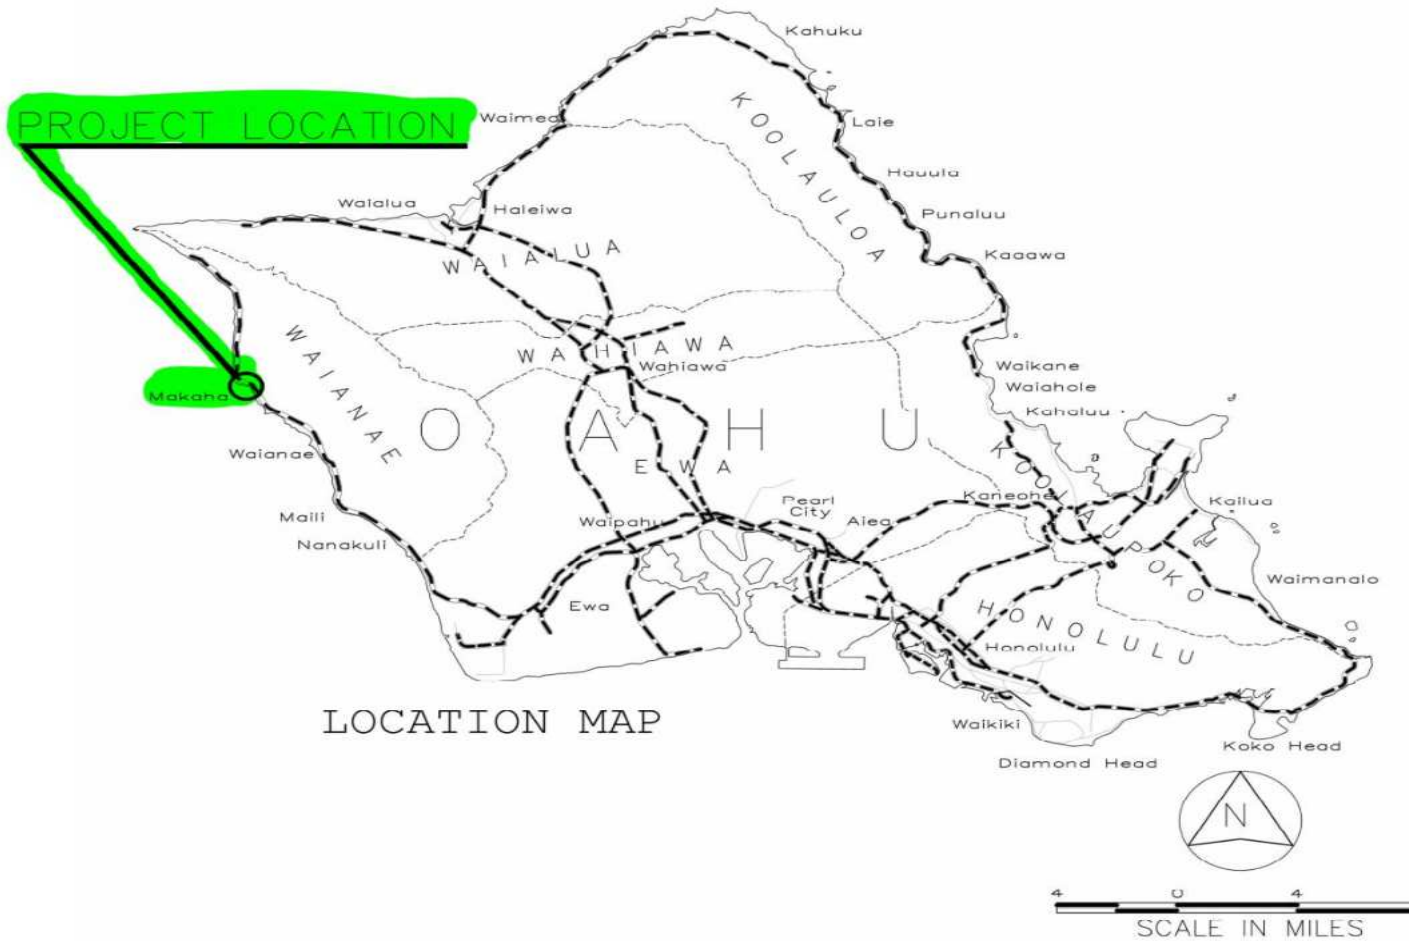 Kahuku
PROJECT LOCATION
Waimea
KOOLAULOA
Laie
Hauula
Waialua
Haleiwa
Punaluu
WAIALUA
Kaaawa
WAIANAE
WAHIAWA
Wahiawa
Waikane
Waiahole
Makaha
Kahaluu
OAHU
Waianae
EWA
KOOLAUPOKO
Kaneohe
Pearl
City
Kailua
Maili
Waipahu
Aiea
Nanakuli
Waimanalo
Ewa
HONOLULU
Honolulu
LOCATION MAP
Waikiki
Koko Head
Diamond Head
N
4 0 4
SCALE IN MILES